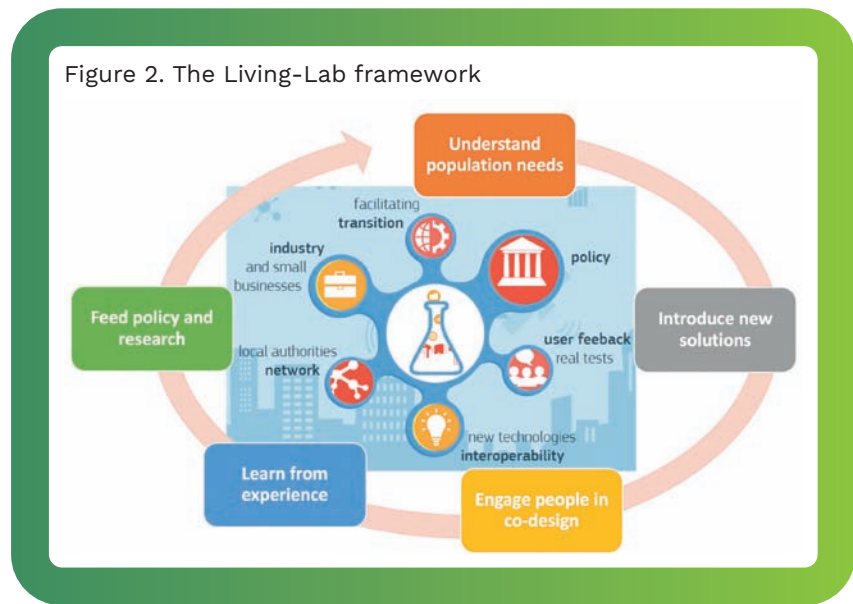 Figure 2. The Living-Lab framework
Understand
population needs
facilitating
transition
industry
and small
businesses
policy
Feed policy and
research
Introduce new
solutions
local authorities
network
user feeback
real tests
new technologies
interoperability
Learn from
experience
Engage people in
co-design